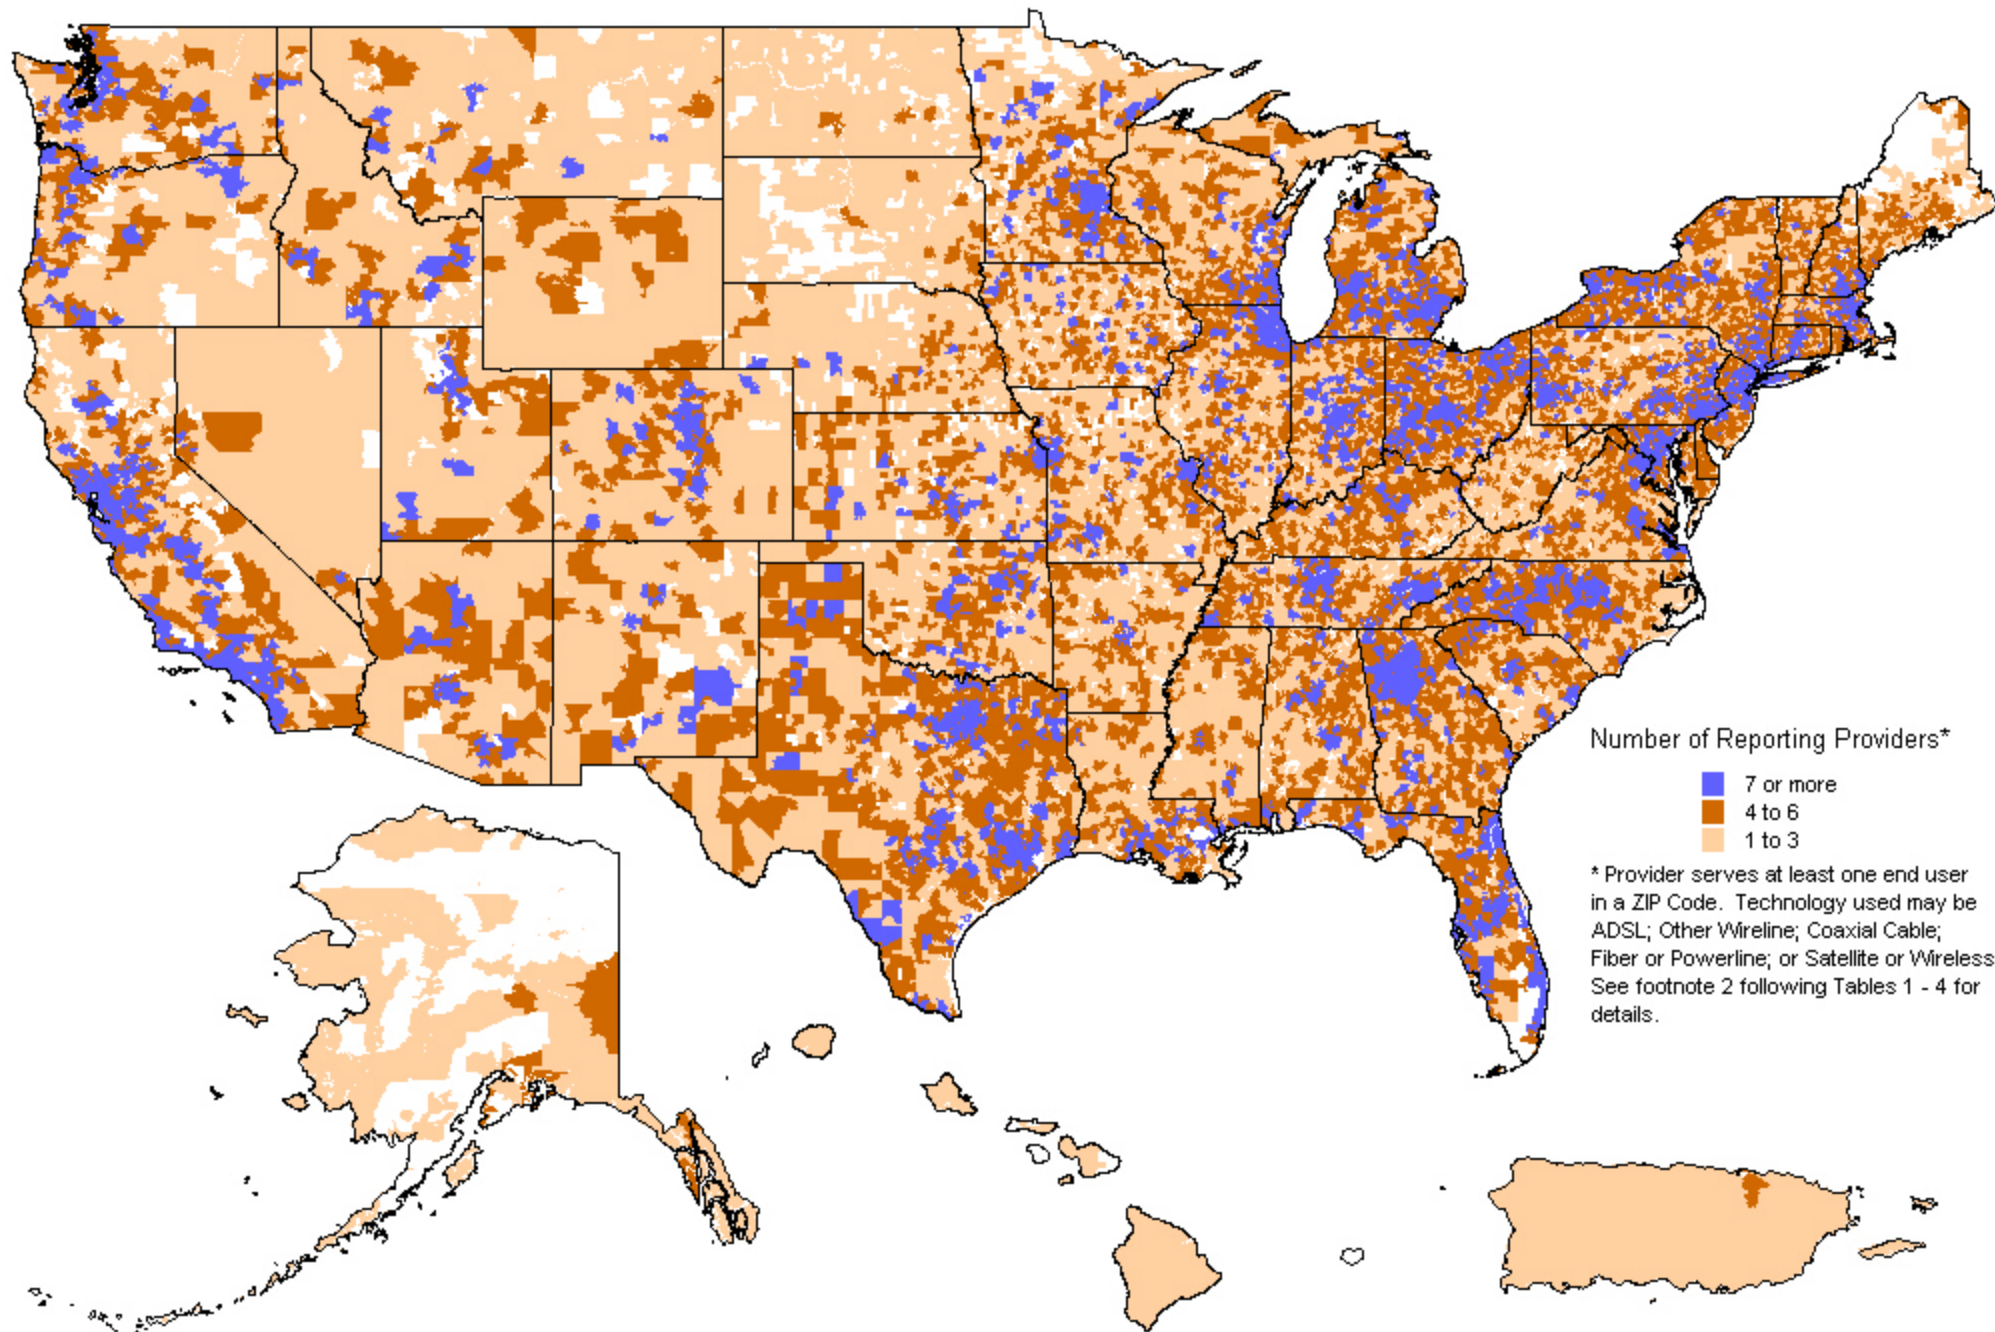 Number of Reporting Providers*
7 or more
4 to 6
1 to 3
* Provider serves at least one end user
in a ZIP Code. Technology used may be
ADSL; Other Wireline; Coaxial Cable;
Fiber or Powerline; or Satellite or Wireless
See footnote 2 following Tables 1 - 4 for
details.